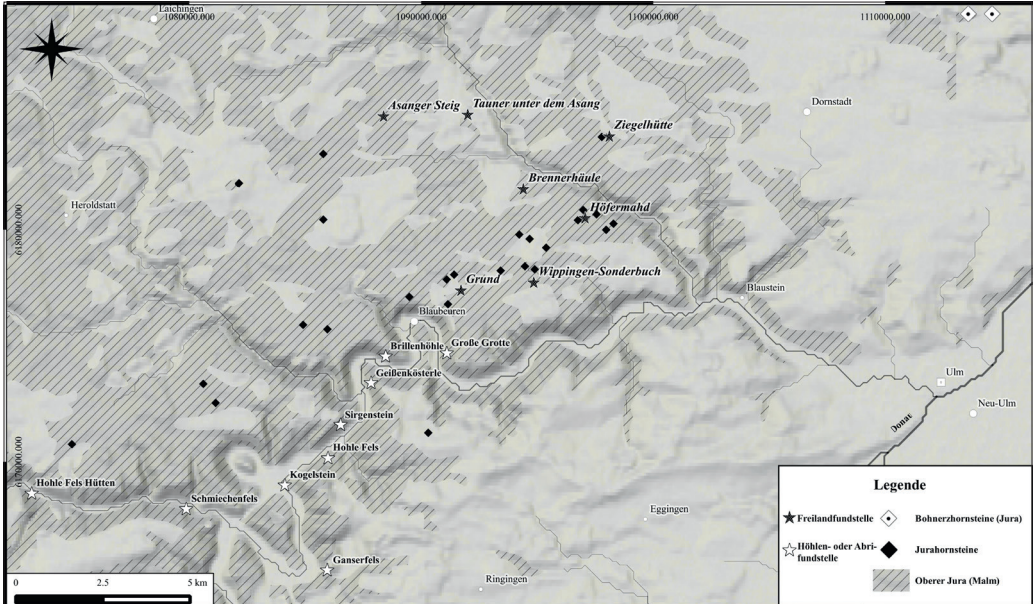 Laichingen
1080000.000
1090000.000
1100000.000
1110000.000
Asanger Steig
Tauner unter dem Asang
Dornstadt
Ziegelhütte
Brennerhäule
Heroldstatt
Höfermahd
6180000.000
Wippingen-Sonderbuch
Grund
Blaustein
Blaubeuren
Brillenhöhle
Große Grotte
Geißenkösterle
Ulm
Neu-Ulm
Sirgenstein
Donau
Hohle Fels
6170000.000
Kogelstein
Hohle Fels Hütten
Schmiechenfels
Eggingen
Ganserfels
Ringingen
0 2.5 5 km
Legende
Freilandfundstelle
Bohnerzhornsteine (Jura)
Höhlen- oder Abri-
fundstelle
Jurahornsteine
Oberer Jura (Malm)